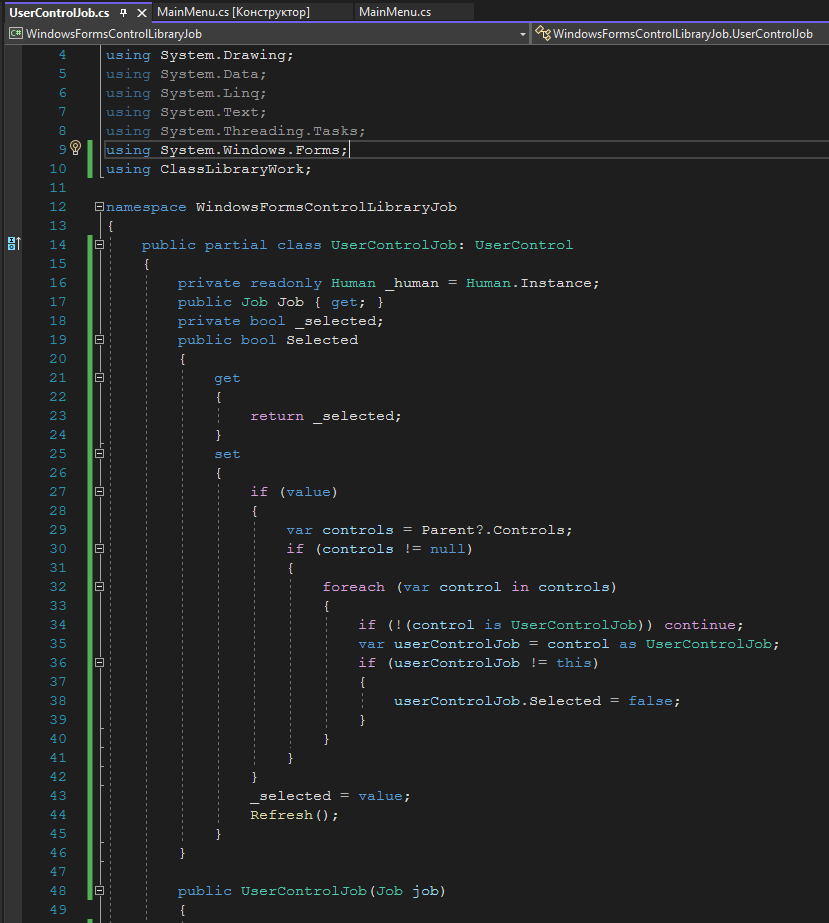 UserControlJob.cs MainMenu.cs [Конструктор] MainMenu.cs
C# WindowsFormsControlLibraryJob WindowsFormsControlLibraryJob.UserControlJob
4 using System.Drawing;
5 using System.Data;
6 using System.Linq;
7 using System.Text;
8 using System.Threading.Tasks;
9 using System.Windows.Forms;
10 using ClassLibraryWork;
11
12 namespace WindowsFormsControlLibraryJob
13 {
14 public partial class UserControlJob: UserControl
15 {
16 private readonly Human _human = Human.Instance;
17 public Job Job { get; }
18 private bool _selected;
19 public bool Selected
20 {
21 get
22 {
23 return _selected;
24 }
25 set
26 {
27 if (value)
28 {
29 var controls = Parent?.Controls;
30 if (controls != null)
31 {
32 foreach (var control in controls)
33 {
34 if (!(control is UserControlJob)) continue;
35 var userControlJob = control as UserControlJob;
36 if (userControlJob != this)
37 {
38 userControlJob.Selected = false;
39 }
40 }
41 }
42 }
43 _selected = value;
44 Refresh();
45 }
46 }
47
48 public UserControlJob(Job job)
49 {